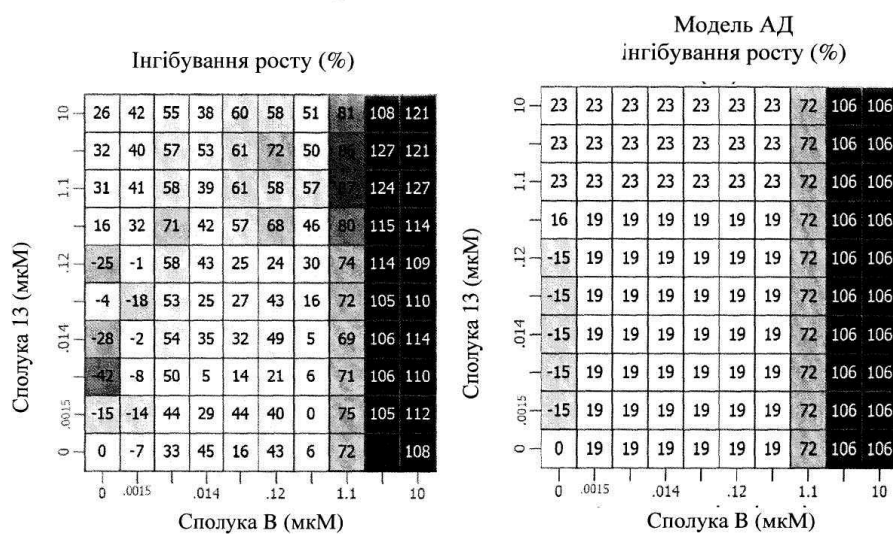 Інгібування росту (%)
10 26 42 55 38 60 58 51 81 108 121
32 40 57 53 61 72 50 127 121
1.1 31 41 58 39 61 58 57 124 127
16 32 71 42 57 68 46 80 115 114
.12 -25 -1 58 43 25 24 30 74 114 109
-4 -18 53 25 27 43 16 72 105 110
.014 -28 -2 54 35 32 49 5 69 106 114
-42 -8 50 5 14 21 6 71 106 110
.0015 -15 -14 44 29 44 40 0 75 105 112
0 0 -7 33 45 16 43 6 72 108
0 .0015 .014 .12 1.1 10
Сполука B (мкМ)
Сполука 13 (мкМ)
Модель АД
інгібування росту (%)
10 23 23 23 23 23 23 23 72 106 106
23 23 23 23 23 23 23 72 106 106
1.1 23 23 23 23 23 23 23 72 106 106
16 19 19 19 19 19 19 72 106 106
.12 -15 19 19 19 19 19 19 72 106 106
-15 19 19 19 19 19 19 72 106 106
.014 -15 19 19 19 19 19 19 72 106 106
-15 19 19 19 19 19 19 72 106 106
.0015 -15 19 19 19 19 19 19 72 106 106
0 0 19 19 19 19 19 19 72 106 106
0 .0015 .014 .12 1.1 10
Сполука B (мкМ)
Сполука 13 (мкМ)